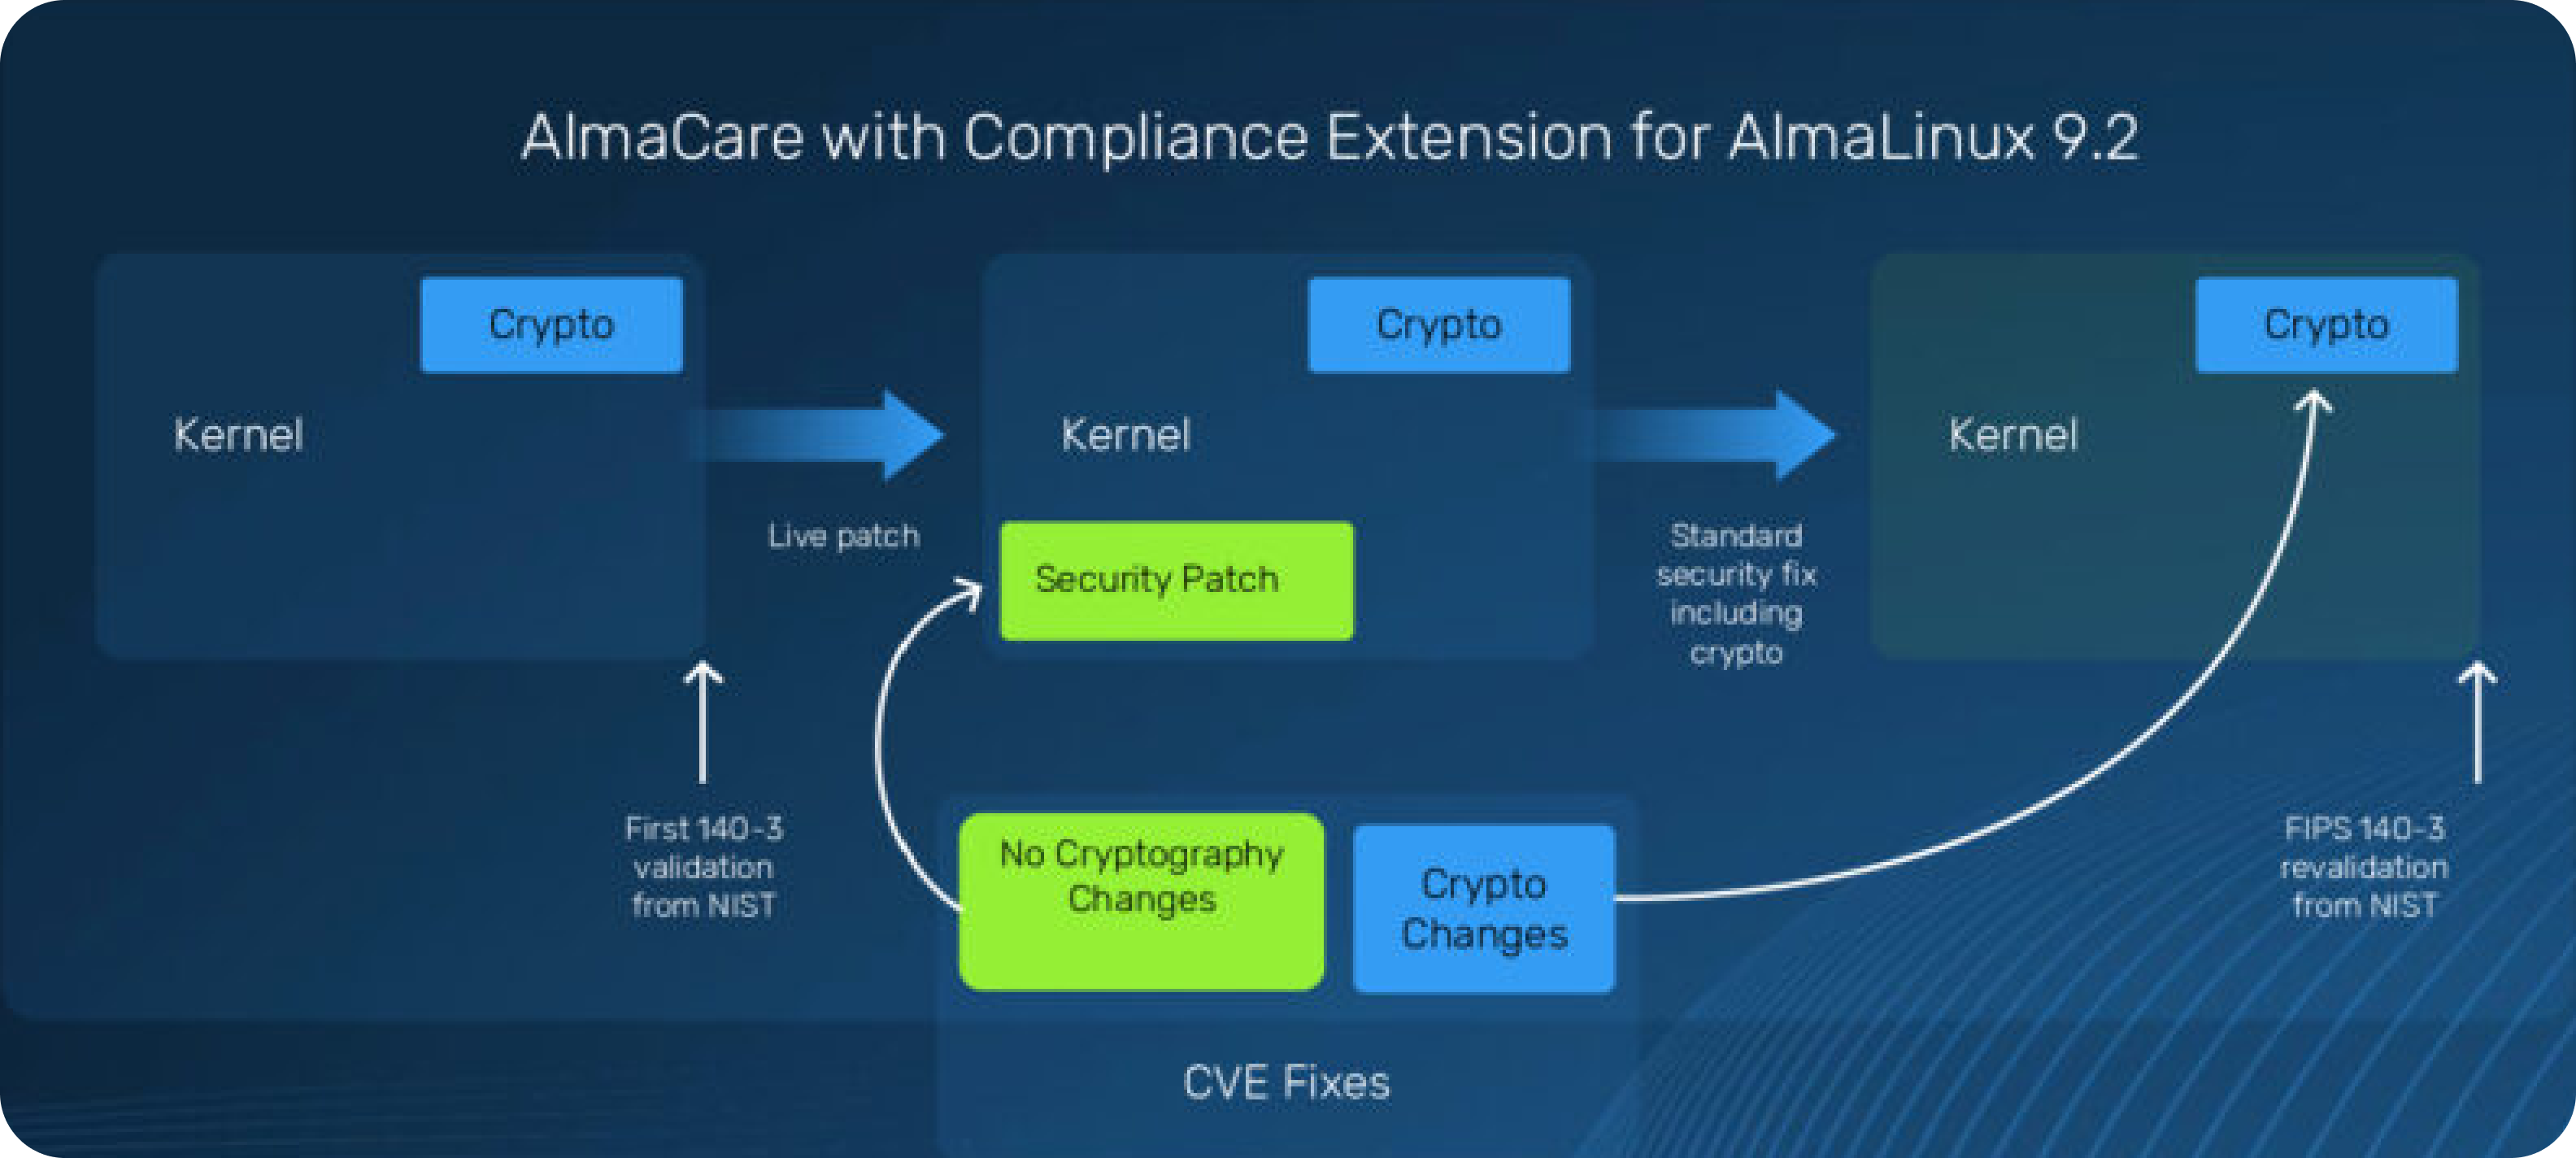 AlmaCare with Compliance Extension for AlmaLinux 9.2
Crypto
Kernel
Live patch
Crypto
Kernel
Security Patch
Standard
security fix
including
crypto
Crypto
Kernel
First 140-3
validation
from NIST
No Cryptography
Changes
Crypto
Changes
CVE Fixes
FIPS 140-3
revalidation
from NIST